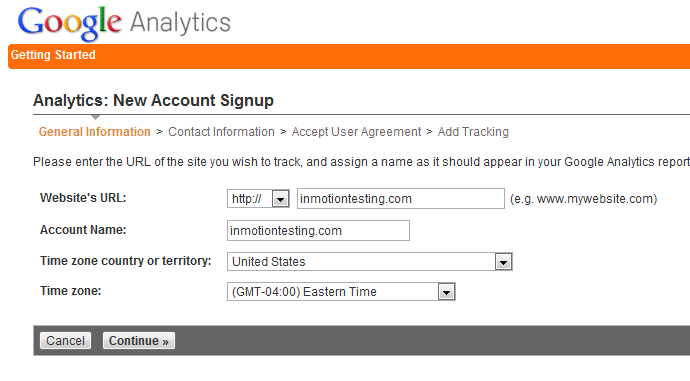 Google Analytics
Getting Started
Analytics: New Account Signup
General Information > Contact Information > Accept User Agreement > Add Tracking
Please enter the URL of the site you wish to track, and assign a name as it should appear in your Google Analytics report
Website's URL: http:// inmotiontesting.com (e.g. www.mywebsite.com)
Account Name: inmotiontesting.com
Time zone country or territory: United States
Time zone: (GMT-04:00) Eastern Time
Cancel Continue »